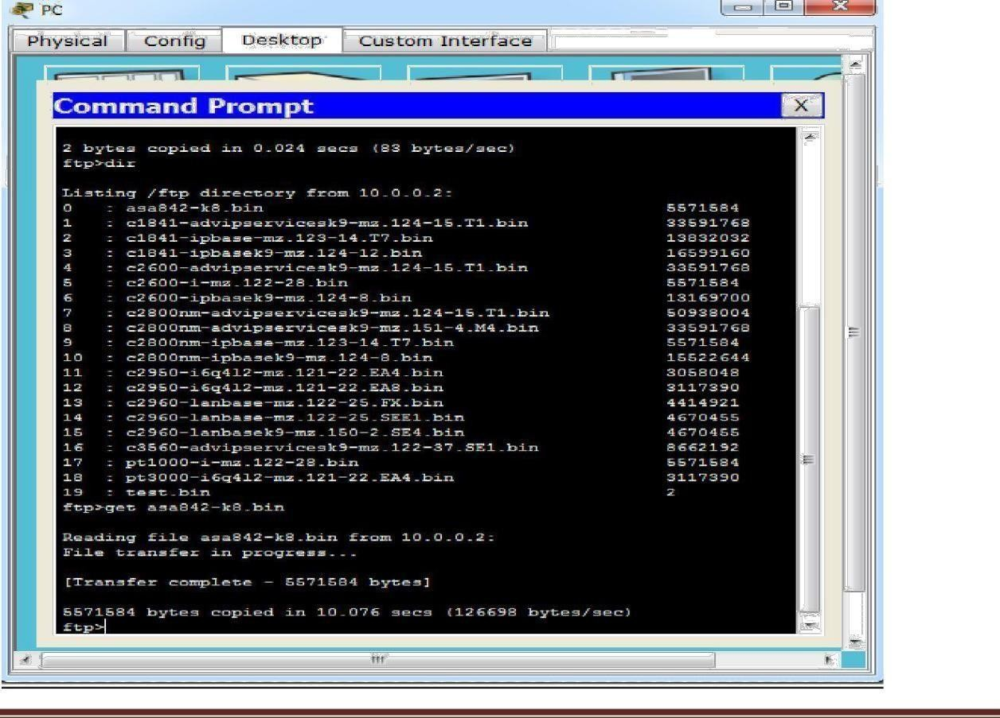 PC
Physical Config Desktop Custom Interface
Command Prompt X
2 bytes copied in 0.024 secs (83 bytes/sec)
ftp>dir
Listing /ftp directory from 10.0.0.2:
0 : asa842-k8.bin 5571584
1 : c1841-advipservicesk9-mz.124-15.T1.bin 33591768
2 : c1841-ipbase-mz.123-14.T7.bin 13832032
3 : c1841-ipbasek9-mz.124-12.bin 16599160
4 : c2600-advipservicesk9-mz.124-15.T1.bin 33591768
5 : c2600-i-mz.122-28.bin 5571584
6 : c2600-ipbasek9-mz.124-8.bin 13169700
7 : c2800nm-advipservicesk9-mz.124-15.T1.bin 50938004
8 : c2800nm-advipservicesk9-mz.151-4.M4.bin 33591768
9 : c2800nm-ipbase-mz.123-14.T7.bin 5571584
10 : c2800nm-ipbasek9-mz.124-8.bin 15522644
11 : c2950-i6q4l2-mz.121-22.EA4.bin 3058048
12 : c2950-i6q4l2-mz.121-22.EA8.bin 3117390
13 : c2960-lanbase-mz.122-25.FX.bin 4414921
14 : c2960-lanbase-mz.122-25.SEE1.bin 4670455
15 : c2960-lanbasek9-mz.150-2.SE4.bin 4670455
16 : c3560-advipservicesk9-mz.122-37.SE1.bin 8662192
17 : pt1000-i-mz.122-28.bin 5571584
18 : pt3000-i6q4l2-mz.121-22.EA4.bin 3117390
19 : test.bin 2
ftp>get asa842-k8.bin
Reading file asa842-k8.bin from 10.0.0.2:
File transfer in progress...
[Transfer complete - 5571584 bytes]
5571584 bytes copied in 10.076 secs (126698 bytes/sec)
ftp>